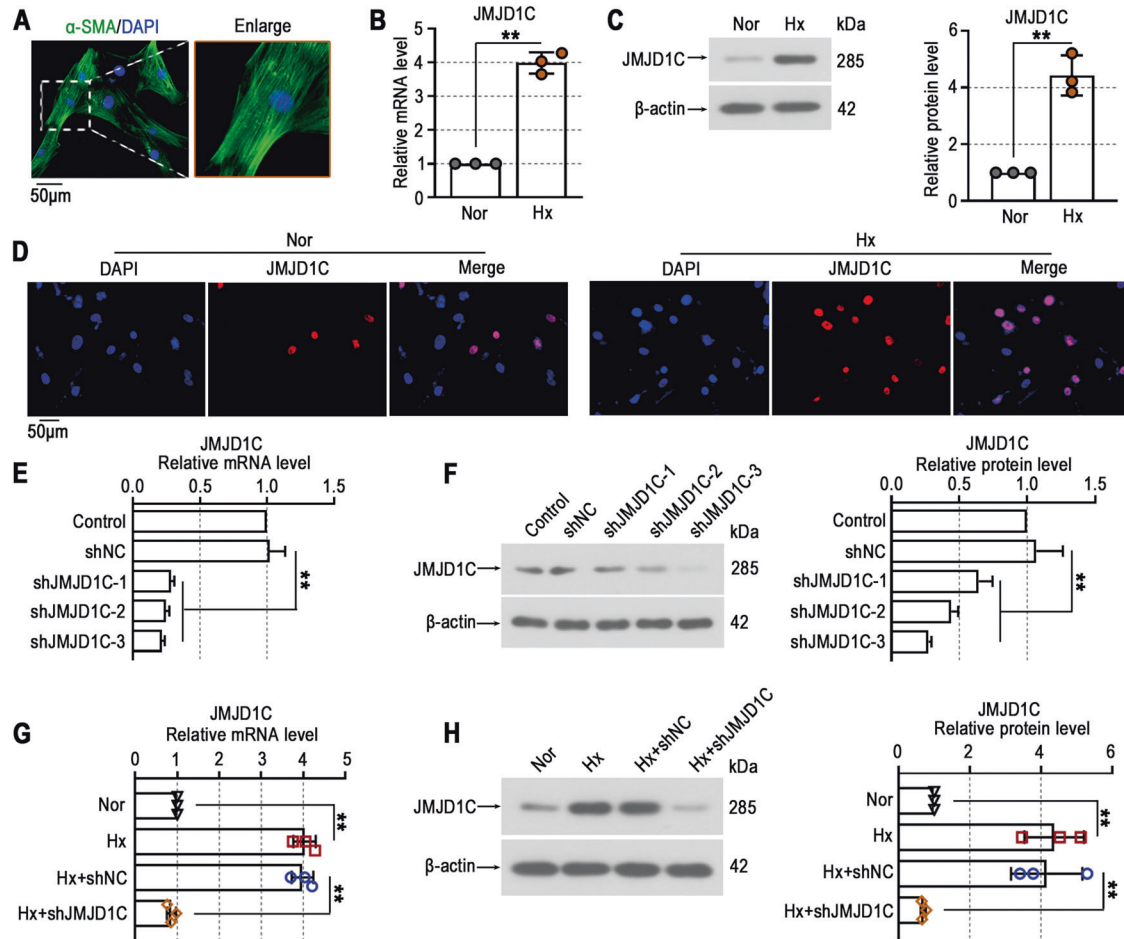 A
α-SMA/DAPI
Enlarge
50μm
B
JMJD1C
**
Relative mRNA level
5
4
3
2
1
0
Nor
Hx
C
Nor
Hx
kDa
JMJD1C
285
β-actin
42
JMJD1C
**
Relative protein level
6
4
2
0
Nor
Hx
D
Nor
DAPI
JMJD1C
Merge
Hx
DAPI
JMJD1C
Merge
50μm
E
JMJD1C
Relative mRNA level
0.0
0.5
1.0
1.5
Control
shNC
shJMJD1C-1
shJMJD1C-2
shJMJD1C-3
**
F
Control
shNC
shJMJD1C-1
shJMJD1C-2
shJMJD1C-3
kDa
JMJD1C
285
β-actin
42
JMJD1C
Relative protein level
0.0
0.5
1.0
1.5
Control
shNC
shJMJD1C-1
shJMJD1C-2
shJMJD1C-3
**
G
JMJD1C
Relative mRNA level
0
1
2
3
4
5
Nor
Hx
Hx+shNC
Hx+shJMJD1C
**
**
H
Nor
Hx
Hx+shNC
Hx+shJMJD1C
kDa
JMJD1C
285
β-actin
42
JMJD1C
Relative protein level
0
2
4
6
Nor
Hx
Hx+shNC
Hx+shJMJD1C
**
**